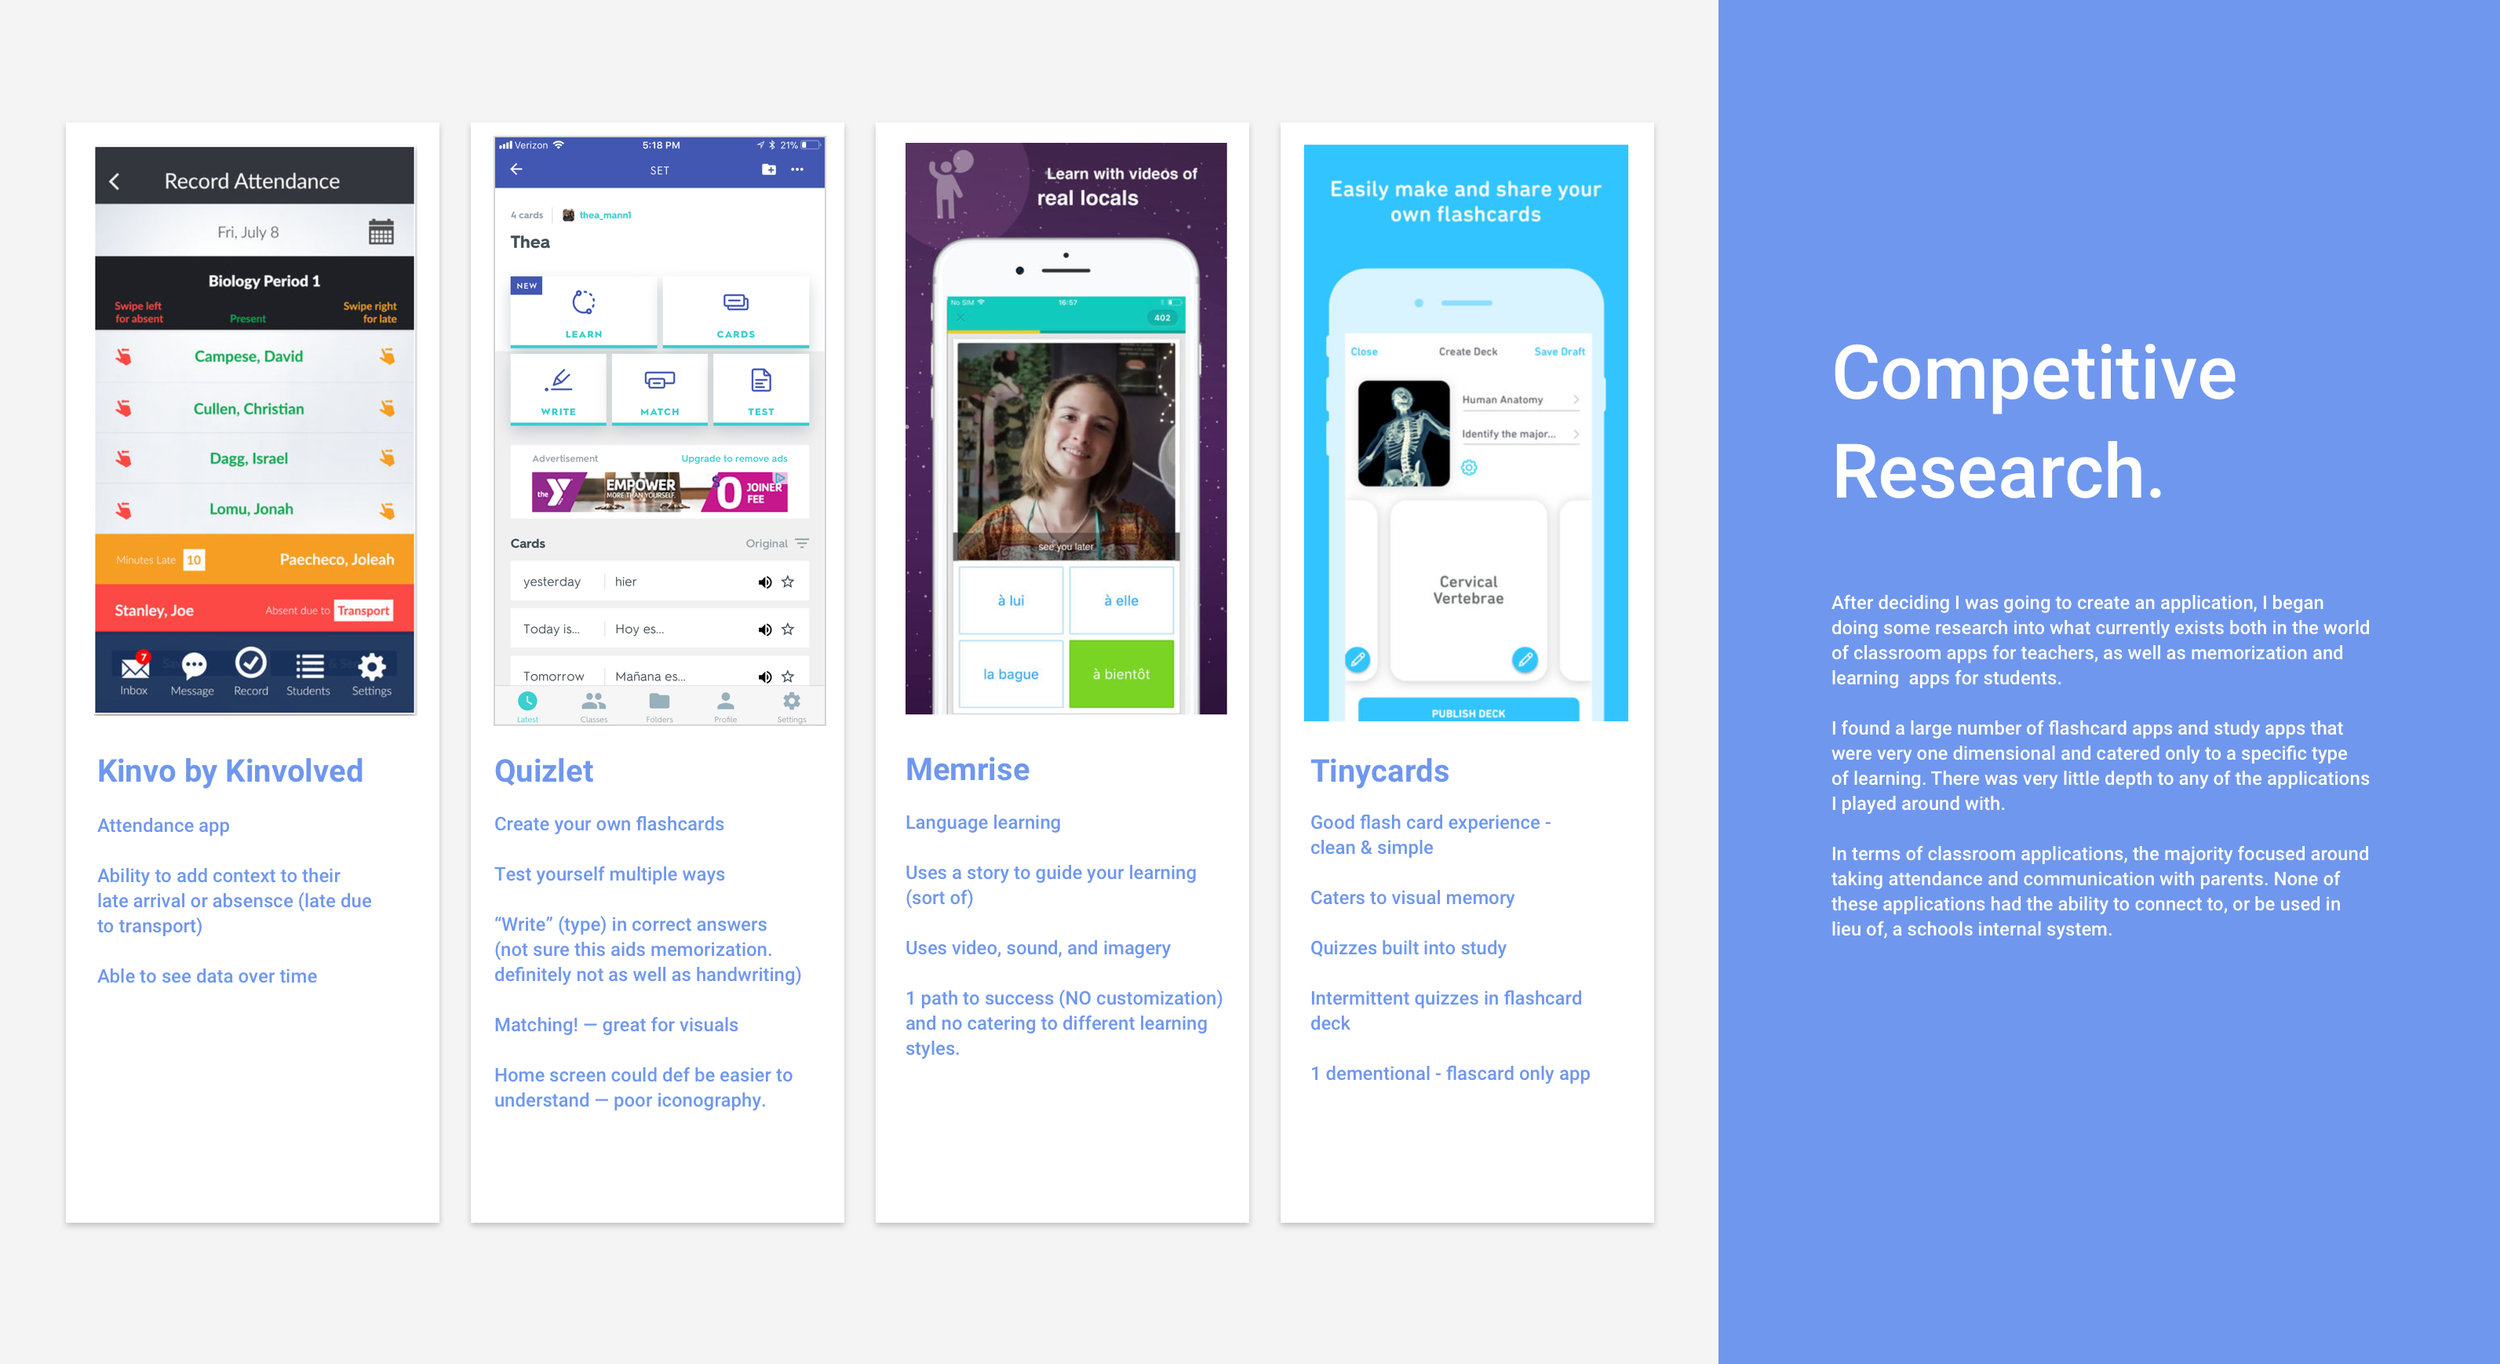 Record Attendance
Fri, July 8
Biology Period 1
Swipe left
for absent
Present
Swipe right
for late
Campese, David
Cullen, Christian
Dagg, Israel
Lomu, Jonah
Minutes Late 10 Paecheco, Joleah
Stanley, Joe Absent due to Transport
7
Inbox Message Record Students Settings
Kinvo by Kinvolved
Attendance app
Ability to add context to their
late arrival or absensce (late due
to transport)
Able to see data over time
Verizon 5:18 PM 21%
SET
4 cards thea_mann1
Thea
NEW
LEARN CARDS
WRITE MATCH TEST
Advertisement Upgrade to remove ads
the Y
EMPOWER
MORE THAN YOURSELF.
$0 JOINER
FEE
Cards Original
yesterday hier
Today is... Hoy es...
Tomorrow Mañana es...
Latest Classes Folders Profile Settings
Quizlet
Create your own flashcards
Test yourself multiple ways
“Write” (type) in correct answers
(not sure this aids memorization.
definitely not as well as handwriting)
Matching! — great for visuals
Home screen could def be easier to
understand — poor iconography.
Learn with videos of
real locals
No SIM 16:57
402
see you later
à lui à elle
la bague à bientôt
Memrise
Language learning
Uses a story to guide your learning
(sort of)
Uses video, sound, and imagery
1 path to success (NO customization)
and no catering to different learning
styles.
Easily make and share your
own flashcards
Close Create Deck Save Draft
Human Anatomy
Identify the major...
Cervical
Vertebrae
PUBLISH DECK
Tinycards
Good flash card experience -
clean & simple
Caters to visual memory
Quizzes built into study
Intermittent quizzes in flashcard
deck
1 dementional - flascard only app
Competitive
Research.
After deciding I was going to create an application, I began
doing some research into what currently exists both in the world
of classroom apps for teachers, as well as memorization and
learning  apps for students.
I found a large number of flashcard apps and study apps that
were very one dimensional and catered only to a specific type
of learning. There was very little depth to any of the applications
I played around with.
In terms of classroom applications, the majority focused around
taking attendance and communication with parents. None of
these applications had the ability to connect to, or be used in
lieu of, a schools internal system.